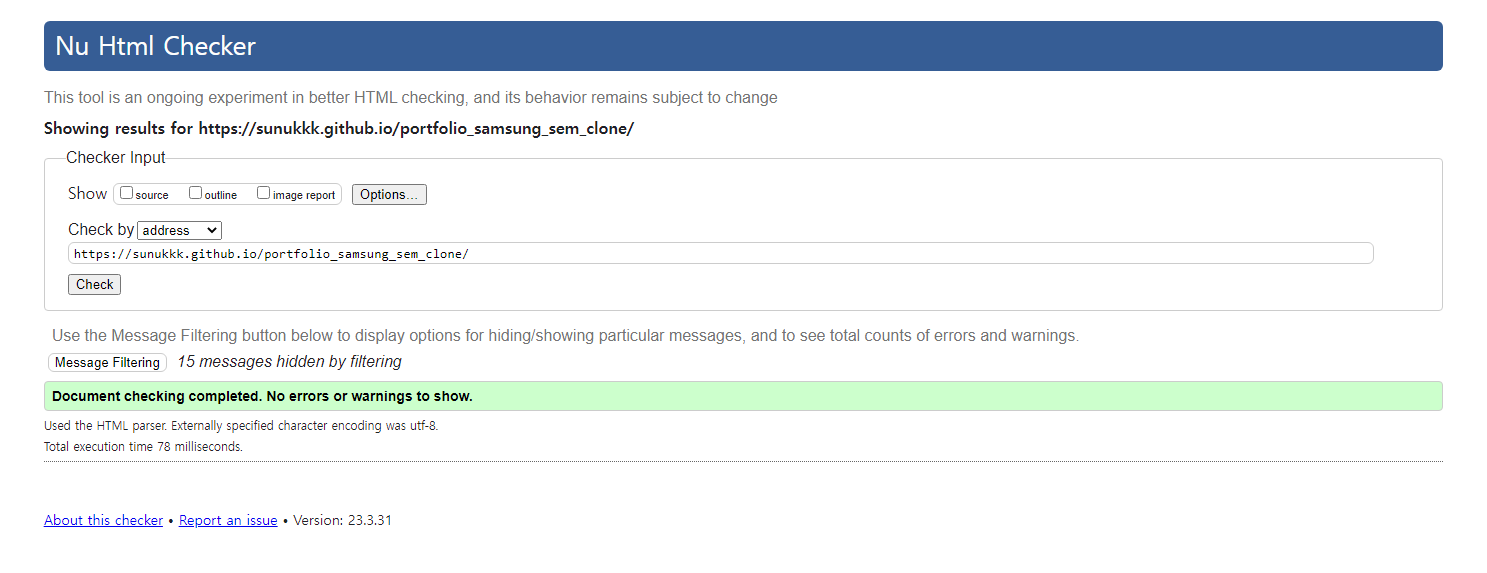 Nu Html Checker
This tool is an ongoing experiment in better HTML checking, and its behavior remains subject to change
Showing results for https://sunukkk.github.io/portfolio_samsung_sem_clone/
Checker Input
Show source outline image report Options...
Check by address
https://sunukkk.github.io/portfolio_samsung_sem_clone/
Check
Use the Message Filtering button below to display options for hiding/showing particular messages, and to see total counts of errors and warnings.
Message Filtering 15 messages hidden by filtering
Document checking completed. No errors or warnings to show.
Used the HTML parser. Externally specified character encoding was utf-8.
Total execution time 78 milliseconds.
About this checker • Report an issue • Version: 23.3.31